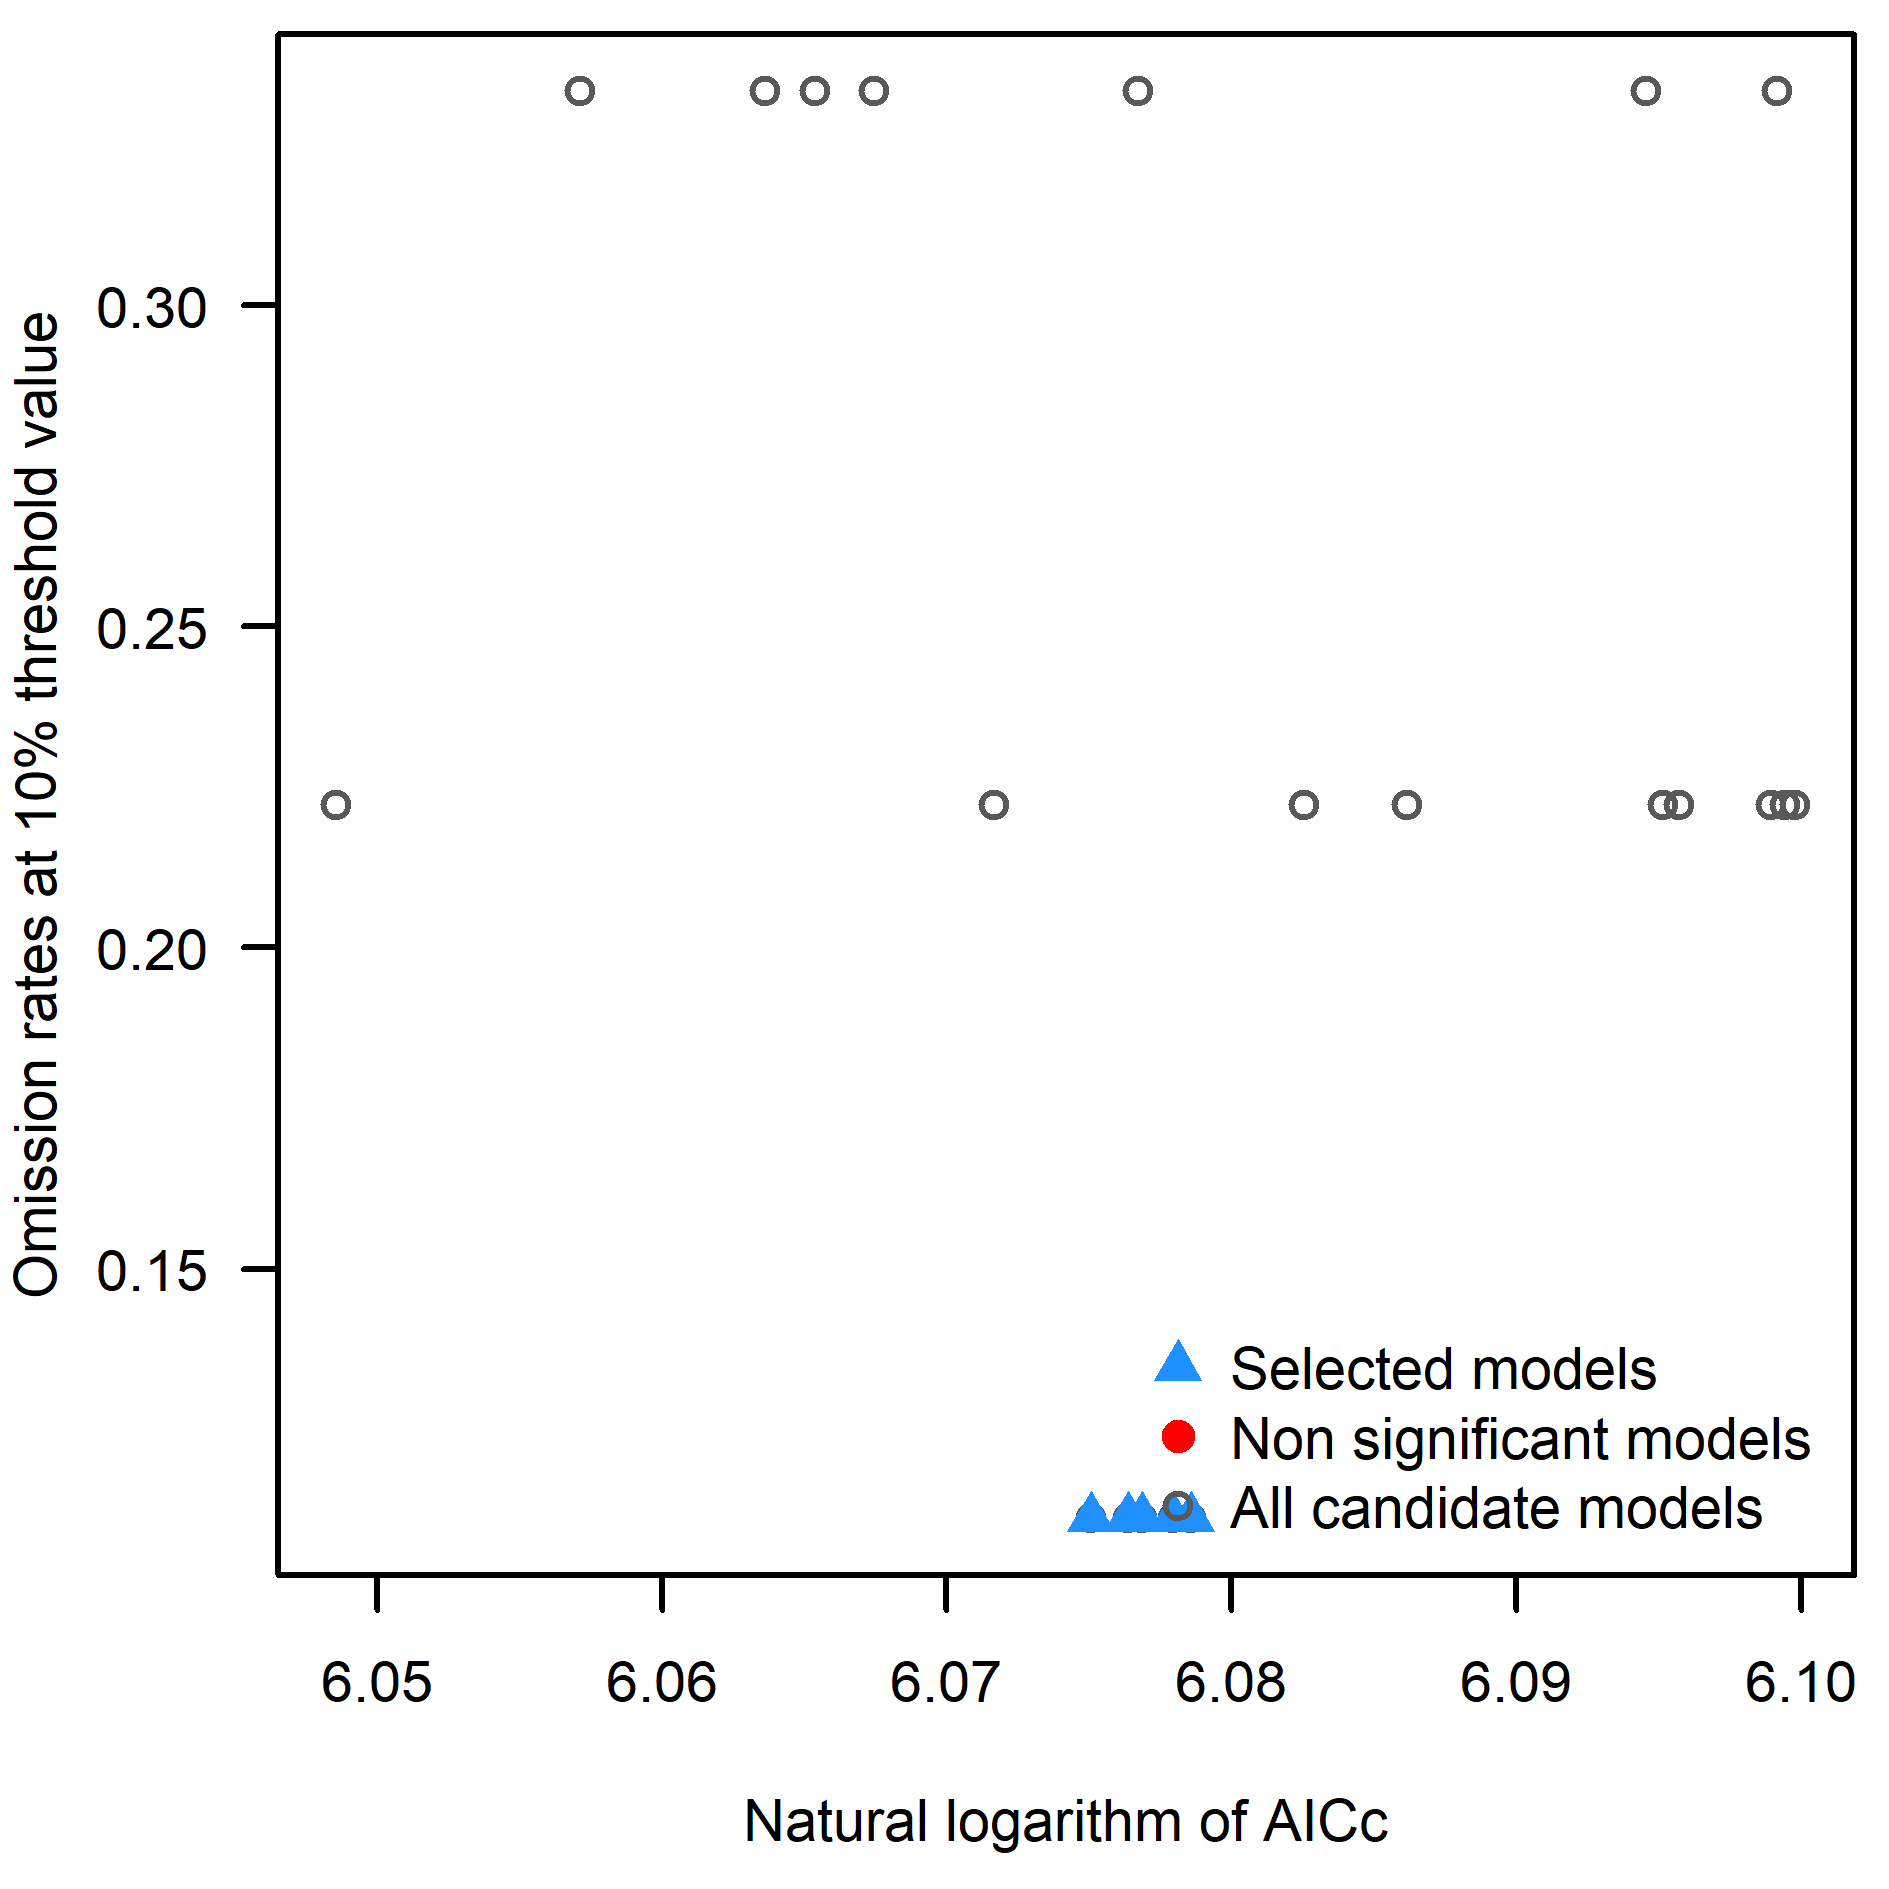 Omission rates at 10% threshold value
0.30
0.25
0.20
0.15
Selected models
Non significant models
All candidate models
6.05 6.06 6.07 6.08 6.09 6.10
Natural logarithm of AICc